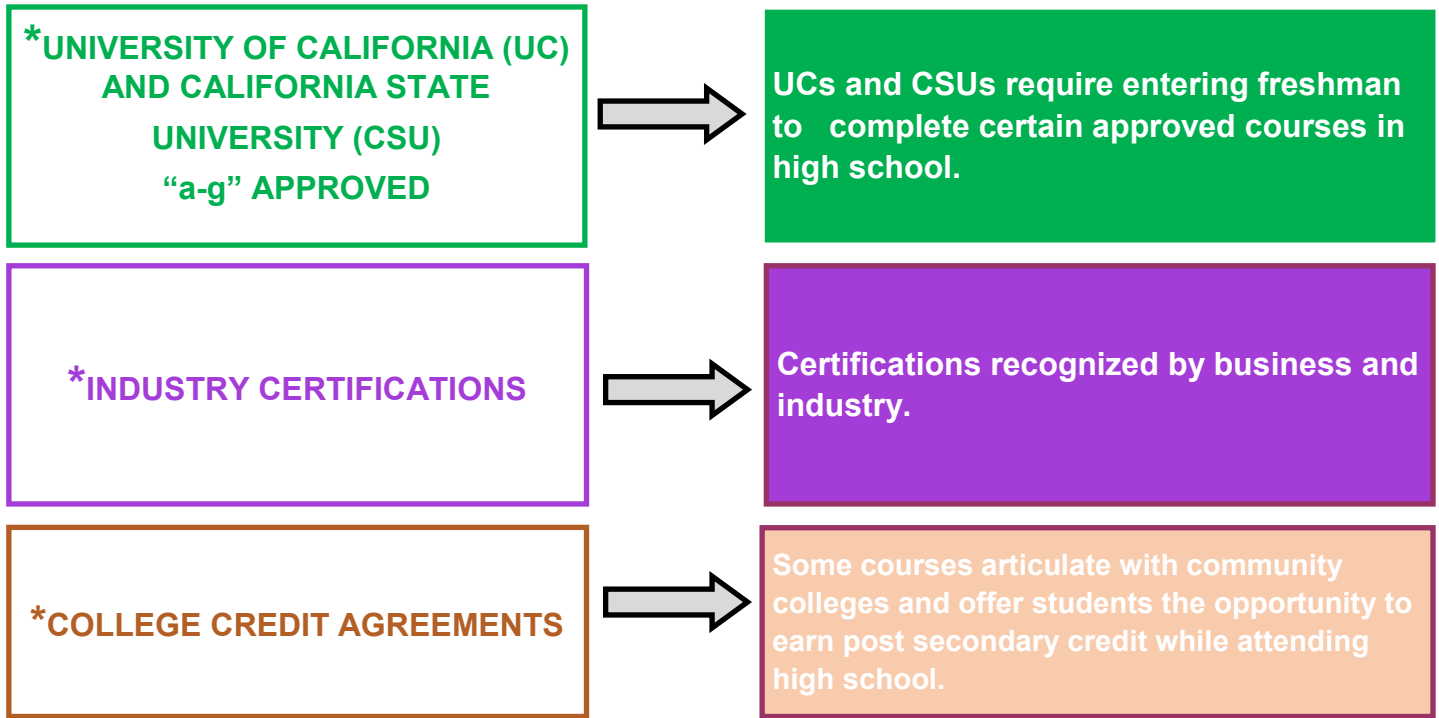 *UNIVERSITY OF CALIFORNIA (UC)
AND CALIFORNIA STATE
UNIVERSITY (CSU)
“a-g” APPROVED
UCs and CSUs require entering freshman
to complete certain approved courses in
high school.
*INDUSTRY CERTIFICATIONS
Certifications recognized by business and
industry.
*COLLEGE CREDIT AGREEMENTS
Some courses articulate with community
colleges and offer students the opportunity to
earn post secondary credit while attending
high school.